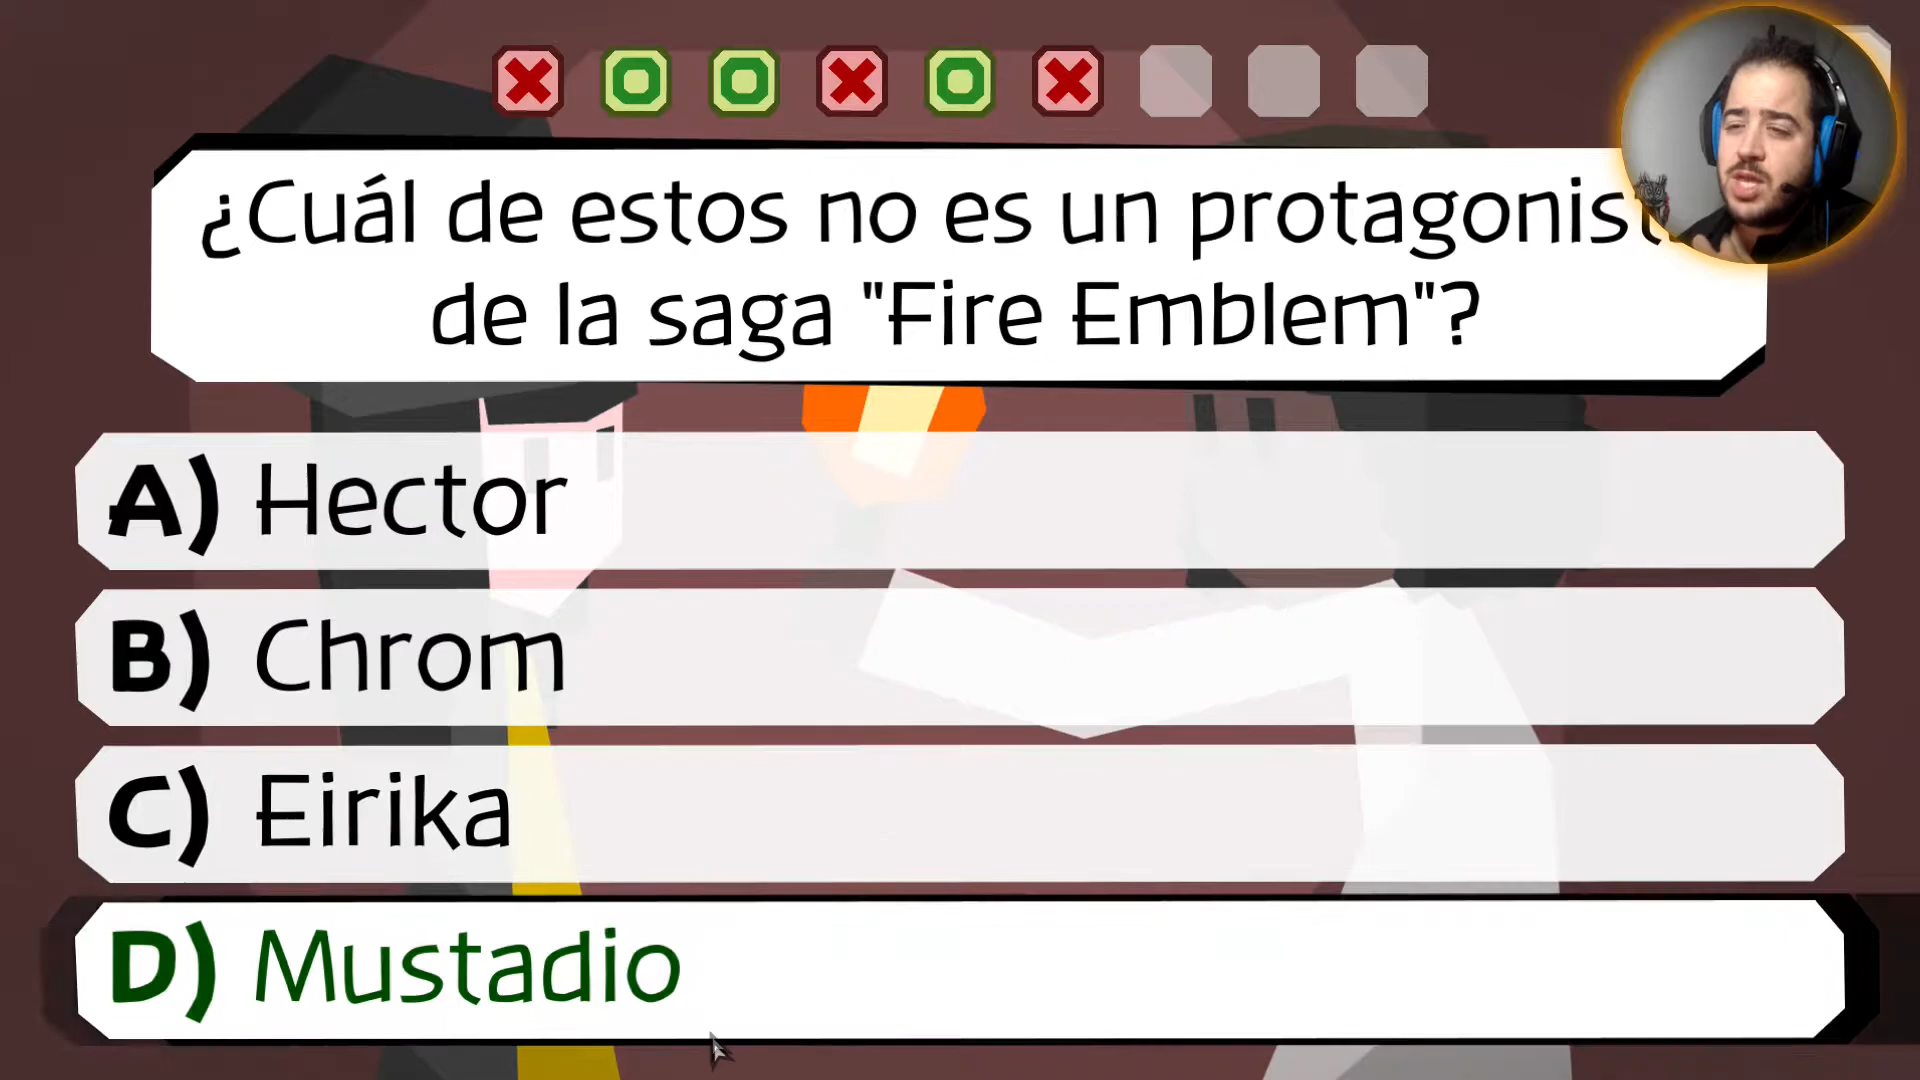 ¿Cuál de estos no es un protagonist
de la saga "Fire Emblem"?
A) Hector
B) Chrom
C) Eirika
D) Mustadio